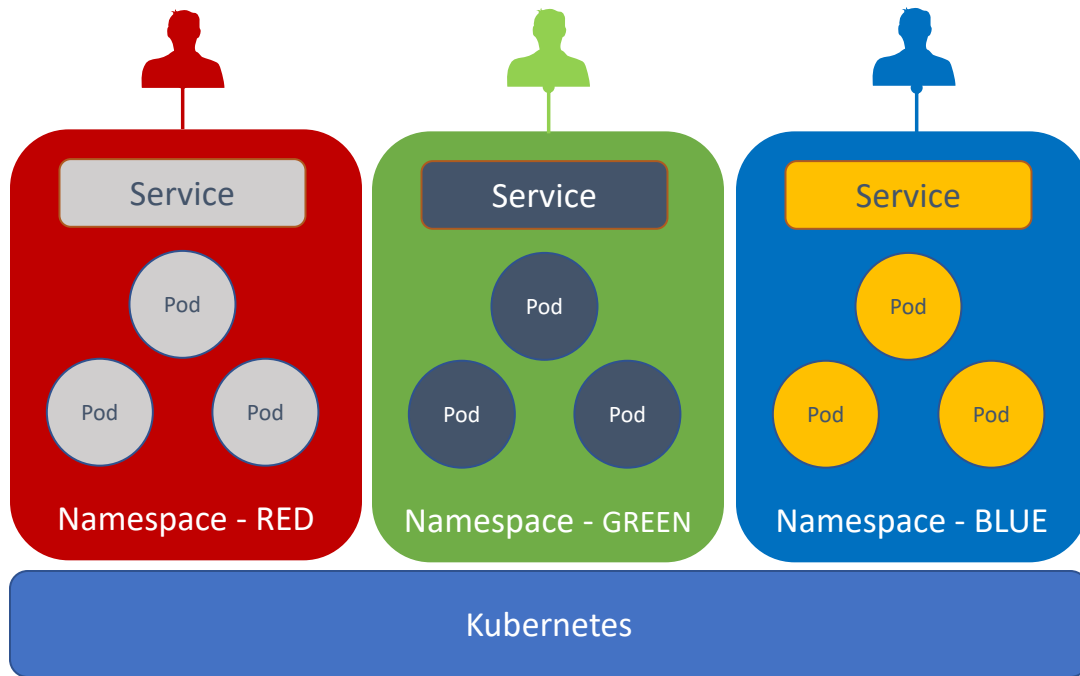 Service
Service
Service
Pod
Pod
Pod
Pod
Pod
Pod
Pod
Pod
Pod
Namespace - RED
Namespace - GREEN
Namespace - BLUE
Kubernetes